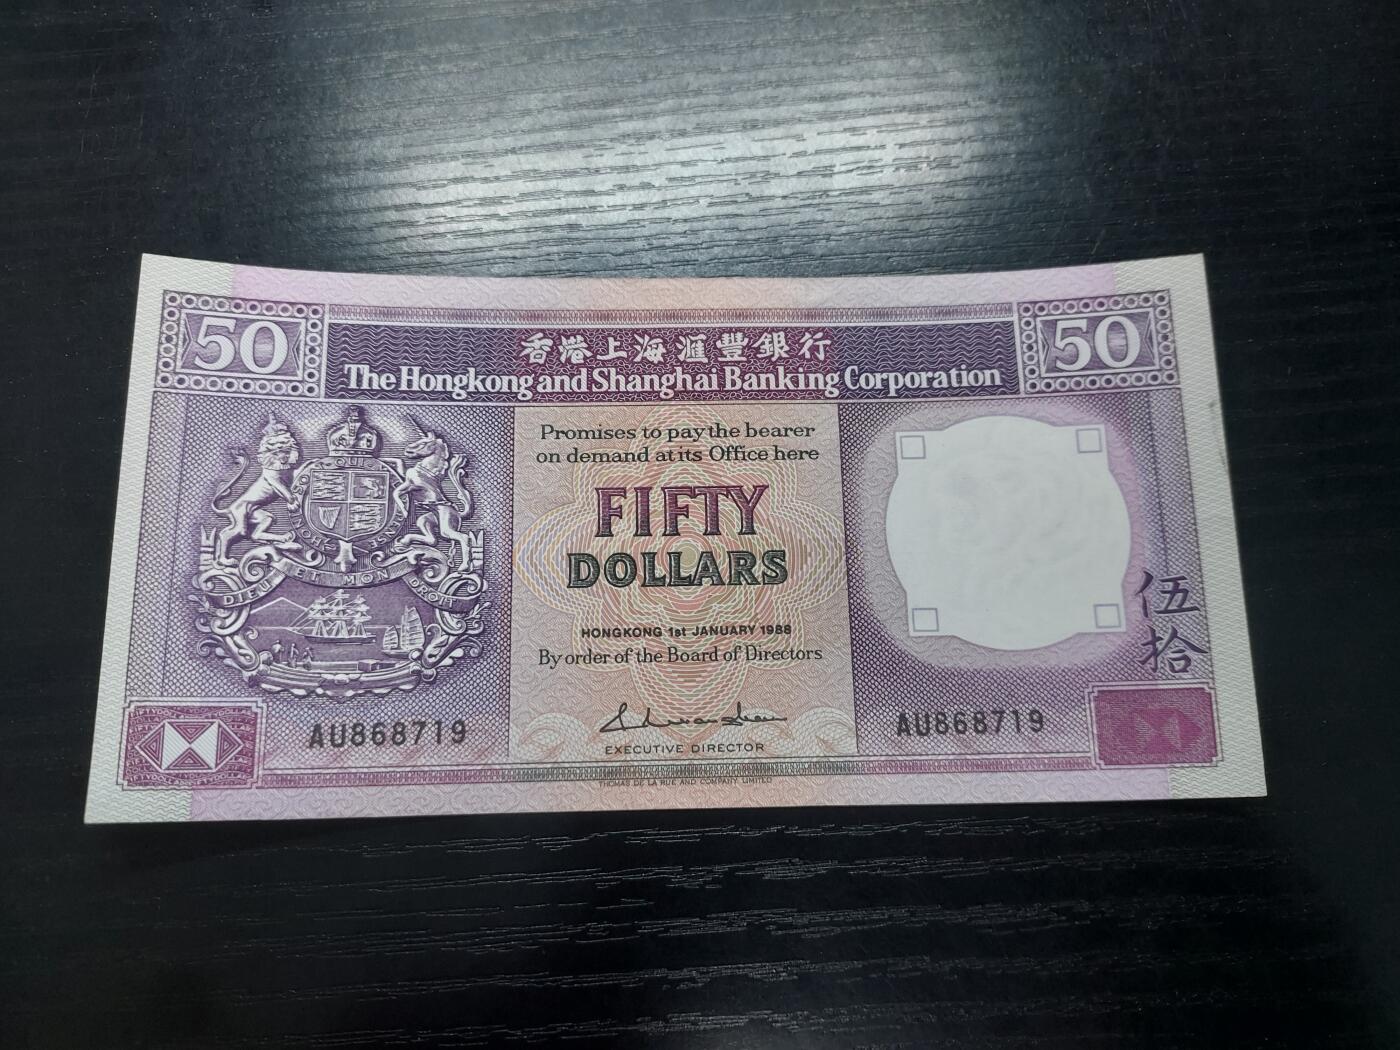 50
50
香港上海滙豐銀行
The Hongkong and Shanghai Banking Corporation
Promises to pay the bearer
on demand at its Office here
FIFTY
DOLLARS
HONGKONG 1st JANUARY 1988
By order of the Board of Directors
EXECUTIVE DIRECTOR
THOMAS DE LA RUE AND COMPANY LIMITED
DIEU ET MON DROIT
AU868719
AU868719
伍
拾